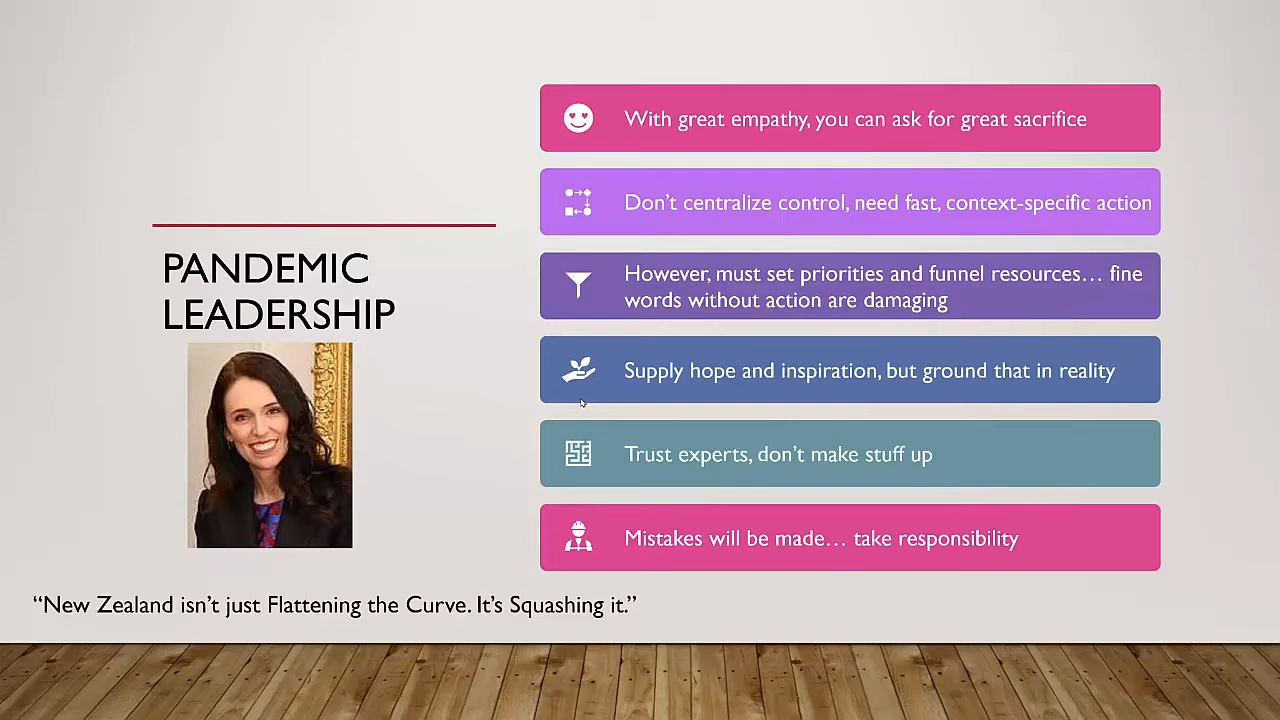 PANDEMIC
LEADERSHIP
“New Zealand isn’t just Flattening the Curve. It’s Squashing it.”
With great empathy, you can ask for great sacrifice
Don’t centralize control, need fast, context-specific action
However, must set priorities and funnel resources… fine
words without action are damaging
Supply hope and inspiration, but ground that in reality
Trust experts, don’t make stuff up
Mistakes will be made… take responsibility